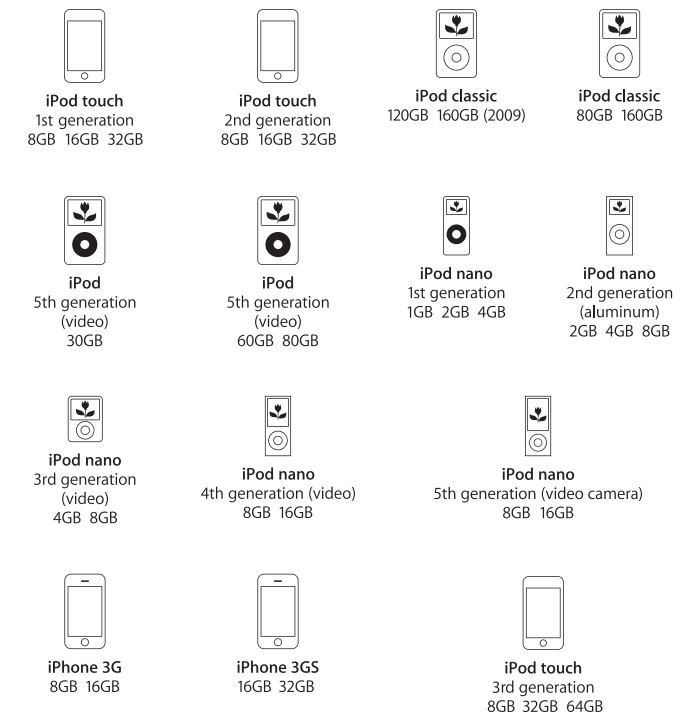 iPod touch
1st generation
8GB 16GB 32GB
iPod touch
2nd generation
8GB 16GB 32GB
iPod classic
120GB 160GB (2009)
iPod classic
80GB 160GB
iPod
5th generation
(video)
30GB
iPod
5th generation
(video)
60GB 80GB
iPod nano
1st generation
1GB 2GB 4GB
iPod nano
2nd generation
(aluminum)
2GB 4GB 8GB
iPod nano
3rd generation
(video)
4GB 8GB
iPod nano
4th generation (video)
8GB 16GB
iPod nano
5th generation (video camera)
8GB 16GB
iPhone 3G
8GB 16GB
iPhone 3GS
16GB 32GB
iPod touch
3rd generation
8GB 32GB 64GB